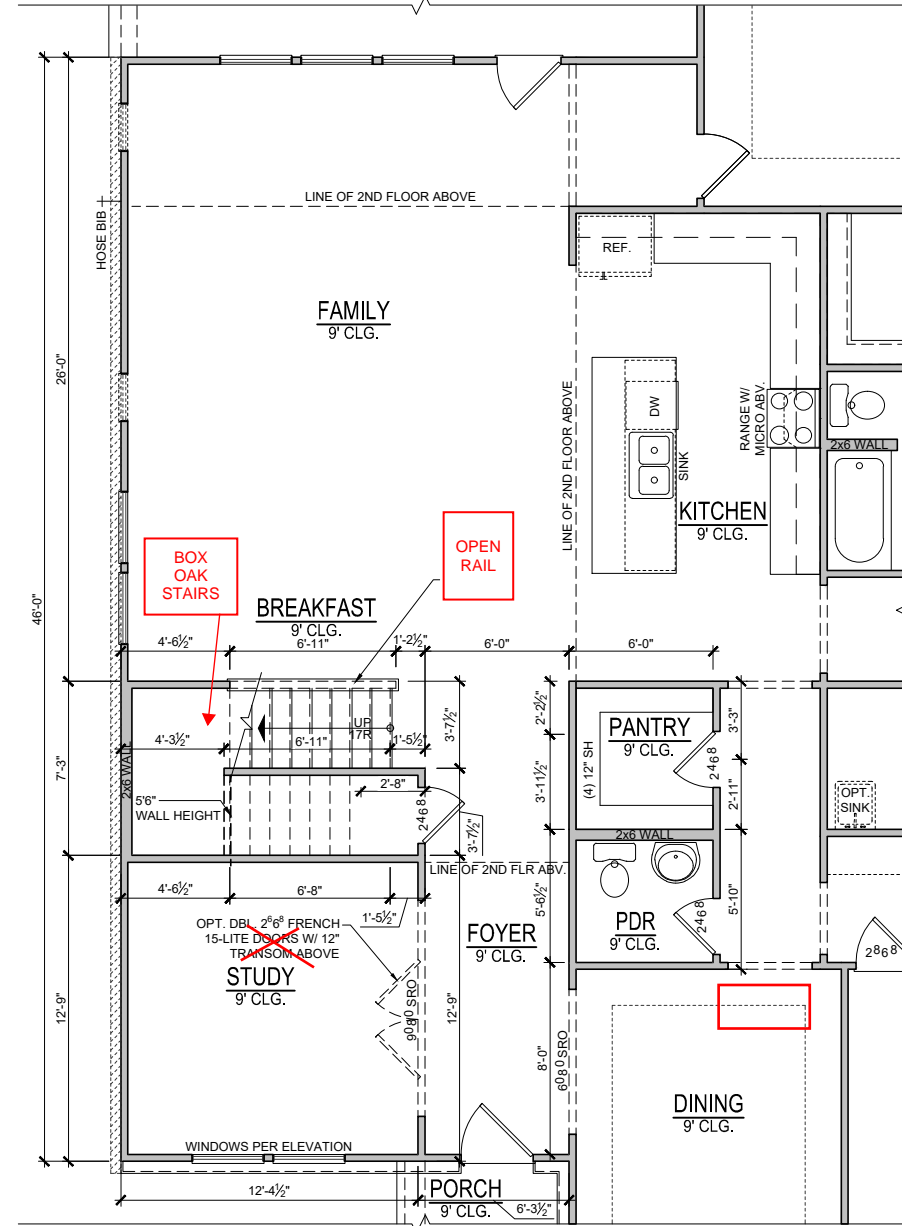 LINE OF 2ND FLOOR ABOVE
HOSE BIB
REF.
FAMILY
9' CLG.
26'-0"
LINE OF 2ND FLOOR ABOVE
DW
RANGE W/
MICRO ABV.
SINK
2x6 WALL
KITCHEN
9' CLG.
OPEN
RAIL
BOX
OAK
STAIRS
46'-0"
BREAKFAST
9' CLG.
4'-6½"
6'-11"
1'-2½"
6'-0"
6'-0"
7'-3"
2x6 WALL
4'-3½"
UP
17R
6'-11"
1'-5½"
3'-7½"
2'-2½"
PANTRY
9' CLG.
3'-3"
(4) 12" SH
2468
3'-11½"
2'-11"
OPT.
SINK
5'6"
WALL HEIGHT
2'-8"
2468
3'-7½"
2x6 WALL
LINE OF 2ND FLR ABV.
4'-6½"
6'-8"
1'-5½"
5'-6½"
PDR
9' CLG.
2468
5'-10"
2868
OPT. DBL. 2⁶6⁸ FRENCH
15-LITE DOORS W/ 12"
TRANSOM ABOVE
STUDY
9' CLG.
FOYER
9' CLG.
12'-9"
9080 SRO
12'-9"
8'-0"
6080 SRO
DINING
9' CLG.
WINDOWS PER ELEVATION
12'-4½"
PORCH
9' CLG.
6'-3½"